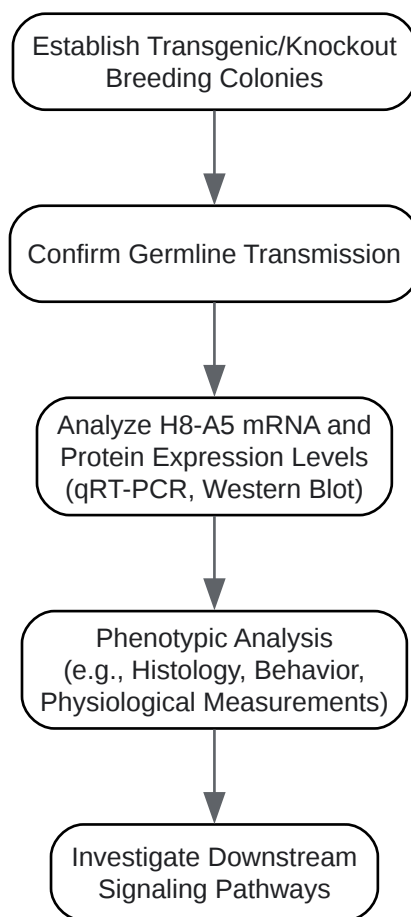 Establish Transgenic/Knockout
Breeding Colonies
Confirm Germline Transmission
Analyze H8-A5 mRNA and
Protein Expression Levels
(qRT-PCR, Western Blot)
Phenotypic Analysis
(e.g., Histology, Behavior,
Physiological Measurements)
Investigate Downstream
Signaling Pathways